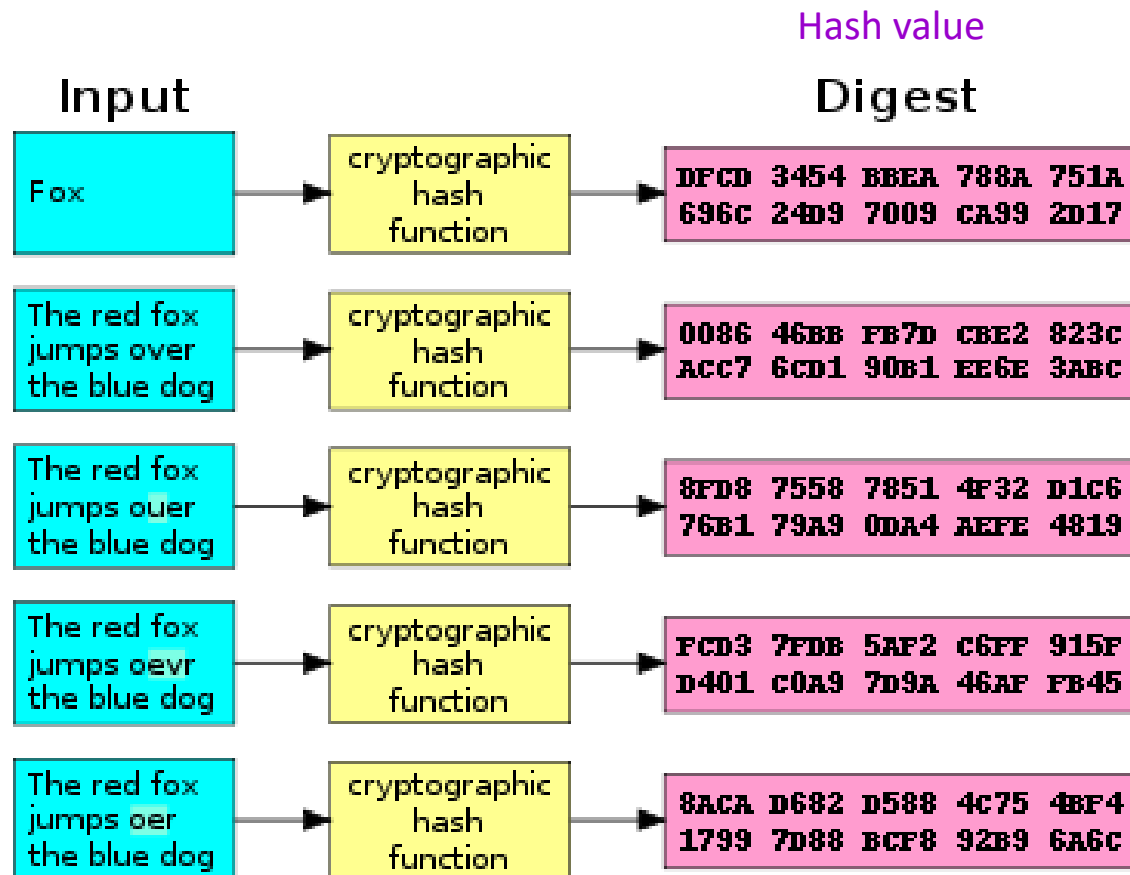 Hash value
Input
Digest
Fox
cryptographic
hash
function
DFCD 3454 BBEA 788A 751A
696C 24D9 7009 CA99 2D17
The red fox
jumps over
the blue dog
cryptographic
hash
function
0086 46BB FB7D CBE2 823C
ACC7 6CD1 90B1 EE6E 3ABC
The red fox
jumps ouer
the blue dog
cryptographic
hash
function
8FD8 7558 7851 4F32 D1C6
76B1 79A9 0DA4 AEFE 4819
The red fox
jumps oevr
the blue dog
cryptographic
hash
function
FCD3 7FDB 5AF2 C6FF 915F
D401 C0A9 7D9A 46AF FB45
The red fox
jumps oer
the blue dog
cryptographic
hash
function
8ACA D682 D588 4C75 4BF4
1799 7D88 BCF8 92B9 6A6C